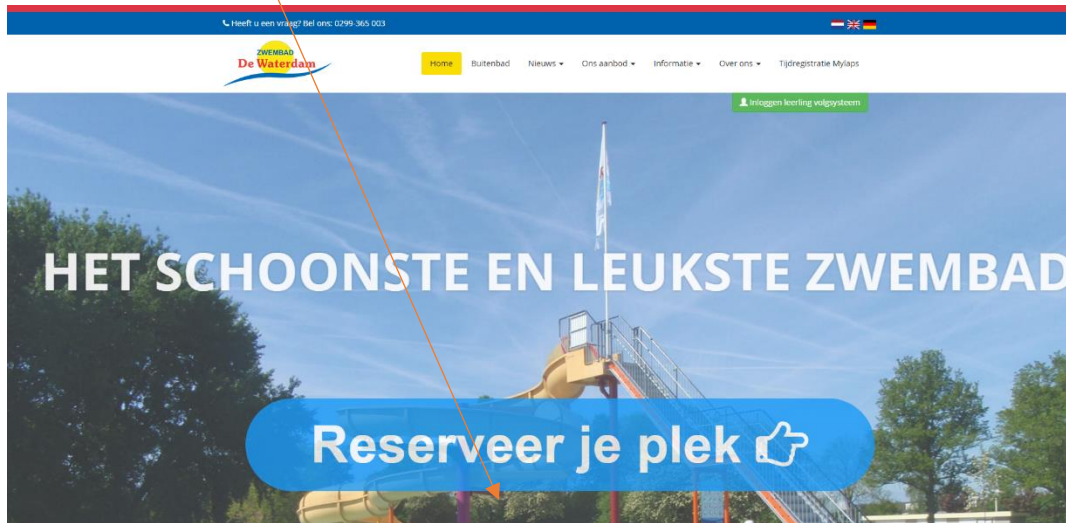 Heeft u een vraag? Bel ons: 0299-365 003
ZWEMBAD
De Waterdam
Home Buitenbad Nieuws Ons aanbod Informatie Over ons Tijdregistratie Mylaps
Inloggen leerling volgsysteem
HET SCHOONSTE EN LEUKSTE ZWEMBAD
Reserveer je plek